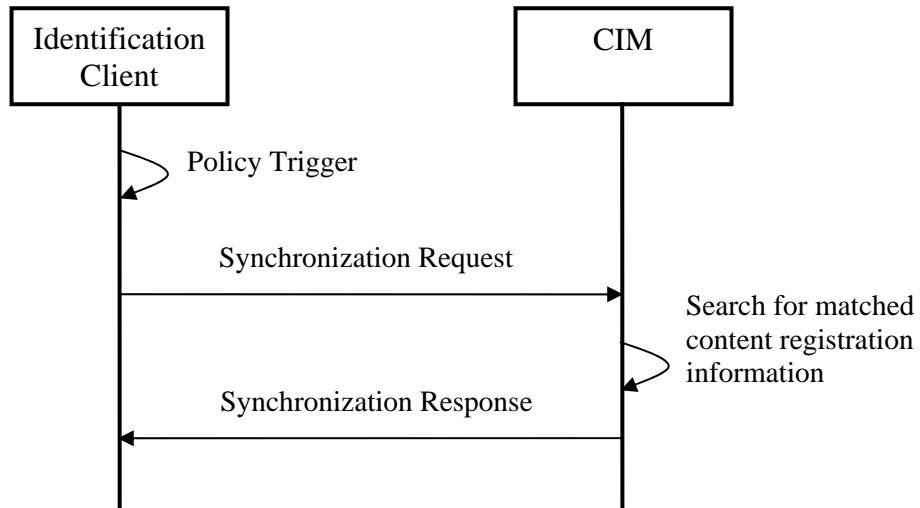 Identification
Client
CIM
Policy Trigger
Synchronization Request
Search for matched
content registration
information
Synchronization Response